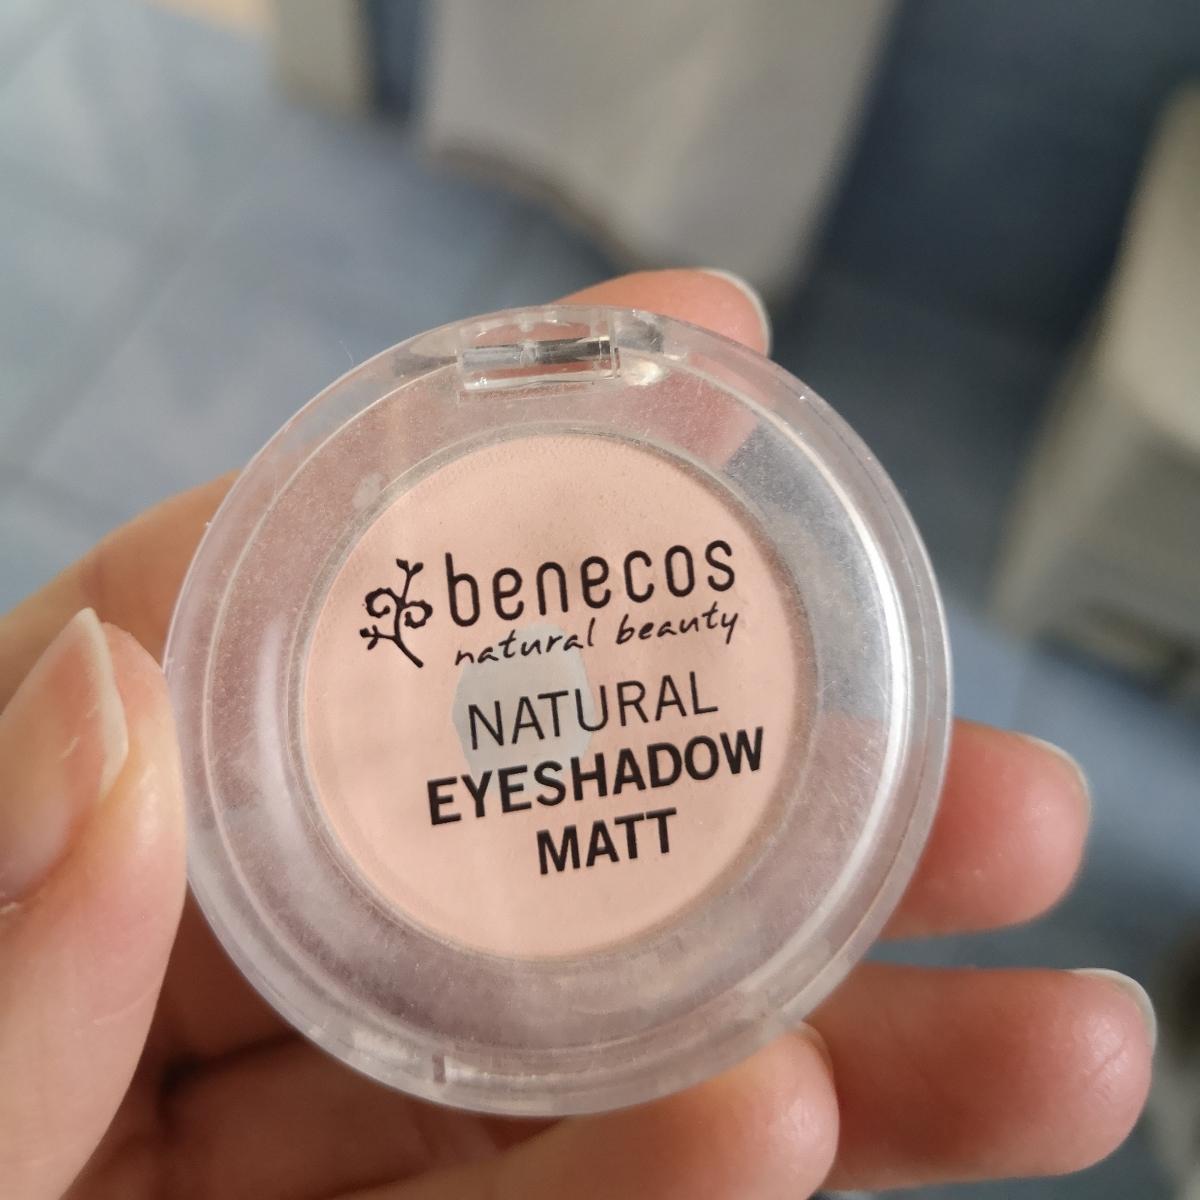 benecos
natural beauty
NATURAL
EYESHADOW
MATT